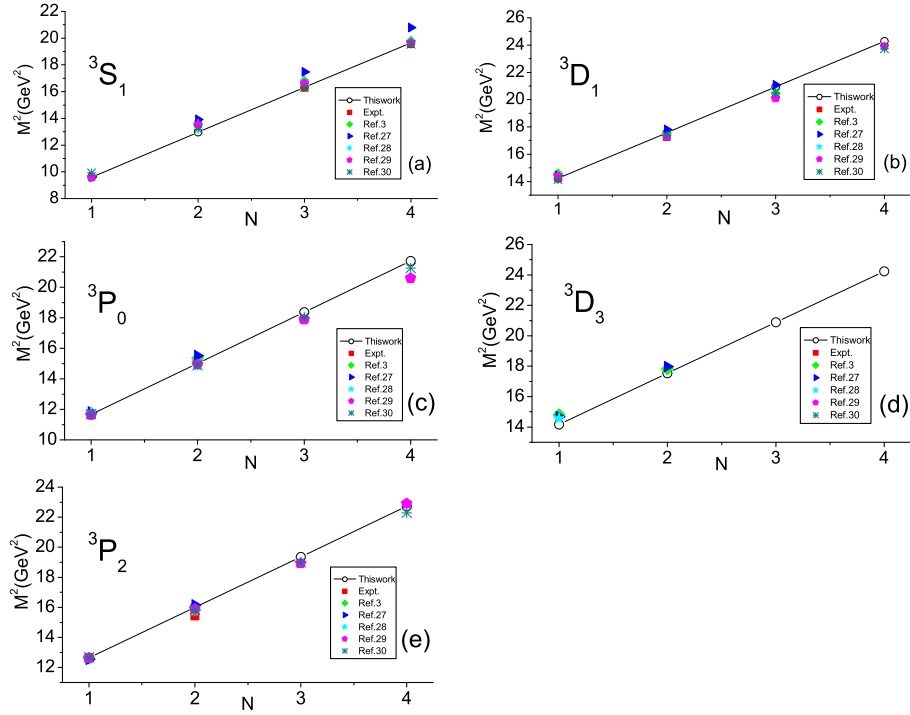 M²(GeV²)
22
20
18
16
14
12
10
8
³S₁
Thiswork
Expt.
Ref.3
Ref.27
Ref.28
Ref.29
Ref.30
(a)
1 2 3 4
N
M²(GeV²)
26
24
22
20
18
16
14
³D₁
Thiswork
Expt.
Ref.3
Ref.27
Ref.28
Ref.29
Ref.30
(b)
1 2 3 4
N
M²(GeV²)
22
20
18
16
14
12
10
³P₀
Thiswork
Expt.
Ref.3
Ref.27
Ref.28
Ref.29
Ref.30
(c)
1 2 3 4
N
M²(GeV²)
26
24
22
20
18
16
14
³D₃
Thiswork
Expt.
Ref.3
Ref.27
Ref.28
Ref.29
Ref.30
(d)
1 2 3 4
N
M²(GeV²)
24
22
20
18
16
14
12
³P₂
Thiswork
Expt.
Ref.3
Ref.27
Ref.28
Ref.29
Ref.30
(e)
1 2 3 4
N